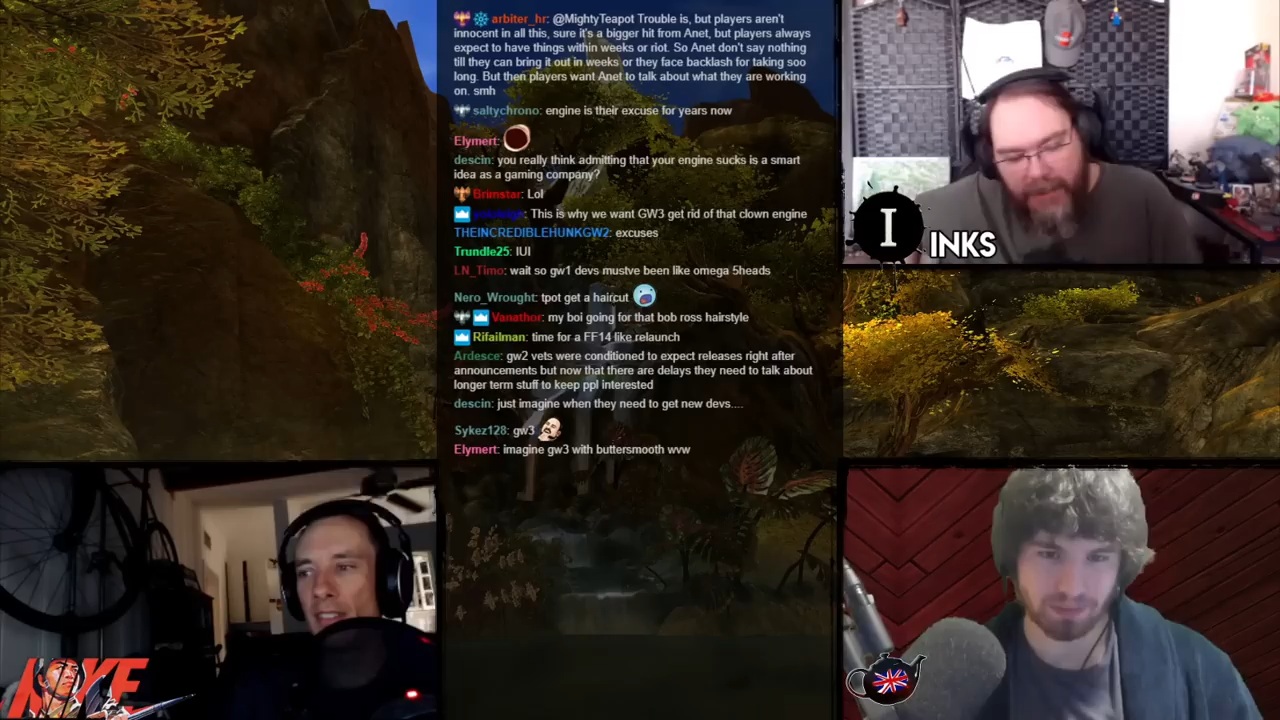 arbiter_hr: @MightyTeapot Trouble is, but players aren't
innocent in all this, sure it's a bigger hit from Anet, but players always
expect to have things within weeks or riot. So Anet don't say nothing
till they can bring it out in weeks or they face backlash for taking soo
long. But then players want Anet to talk about what they are working
on. smh
saltychrono: engine is their excuse for years now
Elymert:
descin: you really think admitting that your engine sucks is a smart
idea as a gaming company?
Brimstar: Lol
: This is why we want GW3 get rid of that clown engine
THEINCREDIBLEHUNKGW2: excuses
Trundle25: IUI
LN_Timo: wait so gw1 devs mustve been like omega 5heads
Nero_Wrought: tpot get a haircut
Vanathor: my boi going for that bob ross hairstyle
Rifailman: time for a FF14 like relaunch
Ardesce: gw2 vets were conditioned to expect releases right after
announcements but now that there are delays they need to talk about
longer term stuff to keep ppl interested
descin: just imagine when they need to get new devs....
Sykez128: gw3
Elymert: imagine gw3 with buttersmooth wvw
I INKS